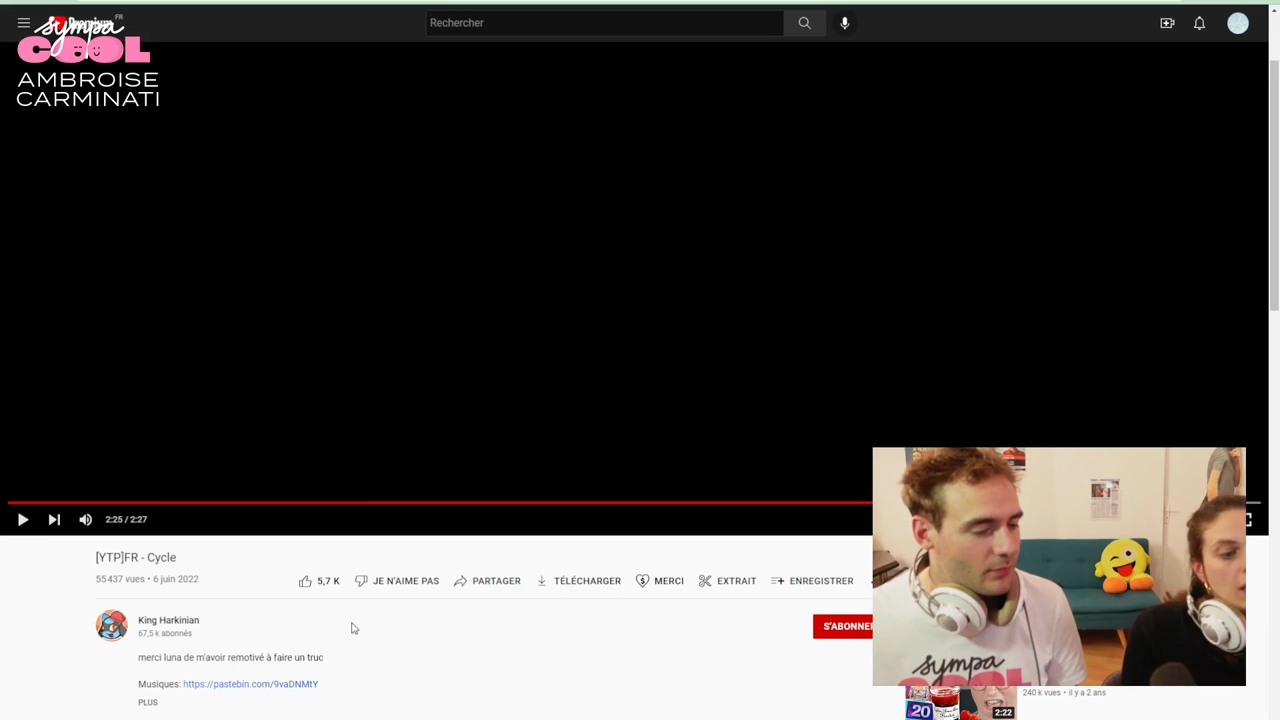 Premium FR
Rechercher
sympa
COOL
AMBROISE
CARMINATI
2:25 / 2:27
[YTP]FR - Cycle
55 437 vues • 6 juin 2022
5,7 K
JE N'AIME PAS
PARTAGER
TÉLÉCHARGER
MERCI
EXTRAIT
ENREGISTRER
King Harkinian
67,5 k abonnés
S'ABONNER
merci luna de m'avoir remotivé à faire un truc
Musiques: https://pastebin.com/9vaDNMtY
PLUS
sympa
240 k vues • il y a 2 ans
20
2:22